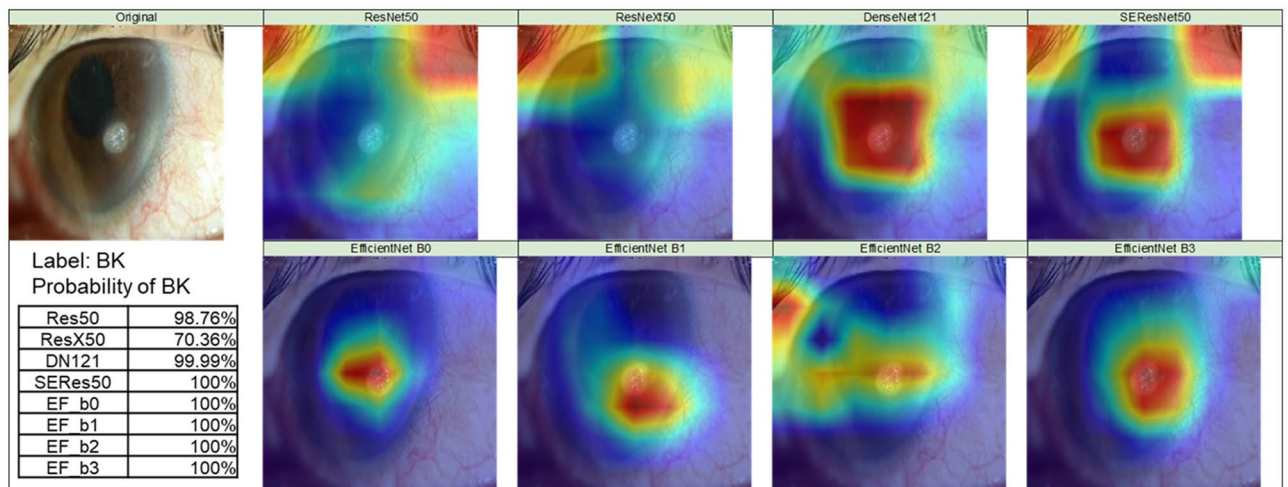 Original
ResNet50
ResNeXt50
DenseNet121
SEResNet50
EfficientNet B0
EfficientNet B1
EfficientNet B2
EfficientNet B3
Label: BK
Probability of BK
Res50 98.76%
ResX50 70.36%
DN121 99.99%
SERes50 100%
EF_b0 100%
EF_b1 100%
EF_b2 100%
EF_b3 100%